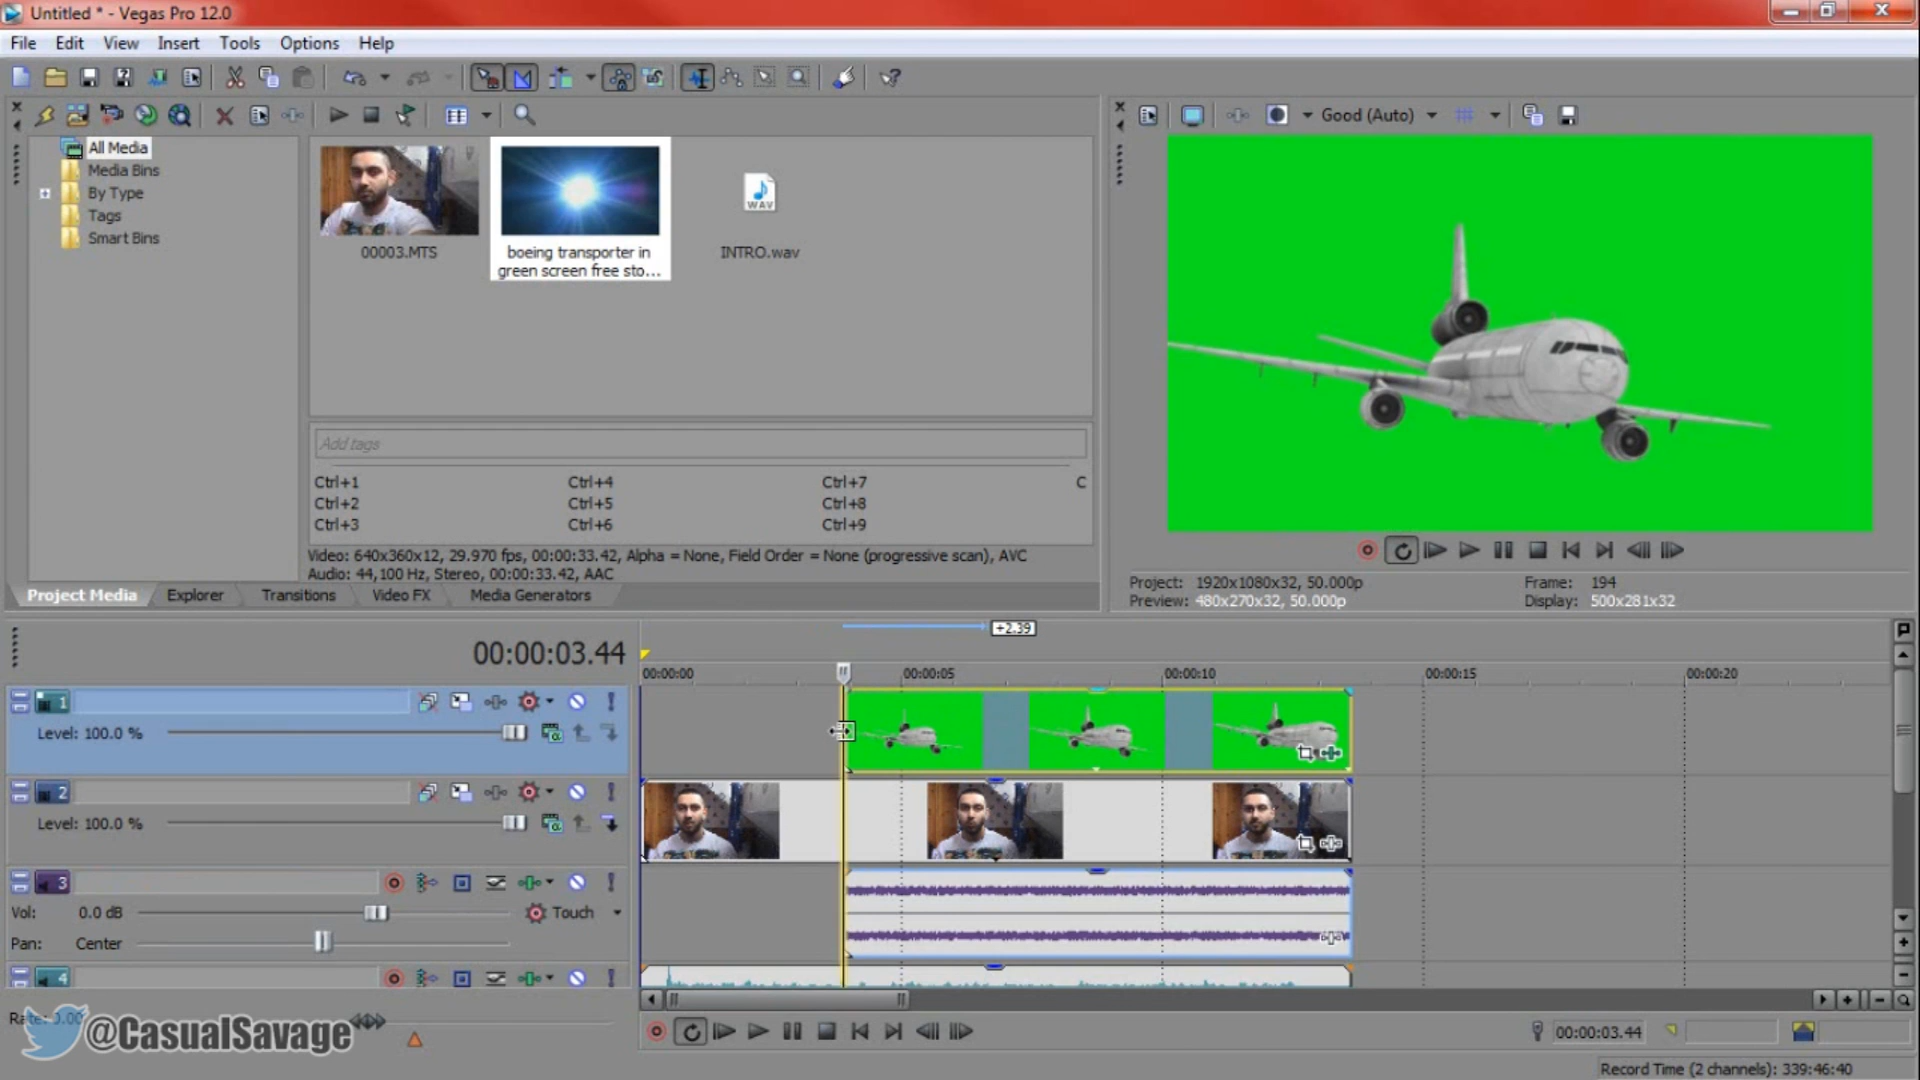 Untitled * - Vegas Pro 12.0
File Edit View Insert Tools Options Help
Good (Auto)
All Media
Media Bins
By Type
Tags
Smart Bins
00003.MTS
boeing transporter in
green screen free sto...
WAV
INTRO.wav
Add tags
Ctrl+1 Ctrl+4 Ctrl+7 C
Ctrl+2 Ctrl+5 Ctrl+8
Ctrl+3 Ctrl+6 Ctrl+9
Video: 640x360x12, 29.970 fps, 00:00:33.42, Alpha = None, Field Order = None (progressive scan), AVC
Audio: 44,100 Hz, Stereo, 00:00:33.42, AAC
Project Media Explorer Transitions Video FX Media Generators
Project: 1920x1080x32, 50.000p Frame: 194
Preview: 480x270x32, 50.000p Display: 500x281x32
+2.39
00:00:03.44
00:00:00 00:00:05 00:00:10 00:00:15 00:00:20
1
Level: 100.0 %
2
Level: 100.0 %
3
Vol: 0.0 dB Touch
Pan: Center
4
Rate: 0.00
@CasualSavage
00:00:03.44
Record Time (2 channels): 339:46:40